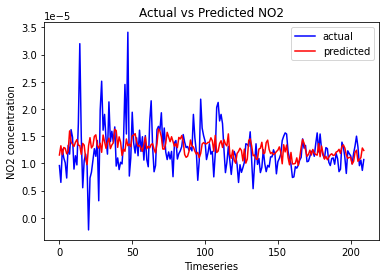 Actual vs Predicted NO2
1e−5
3.5
3.0
2.5
2.0
1.5
1.0
0.5
0.0
NO2 concentration
actual
predicted
0
50
100
150
200
Timeseries